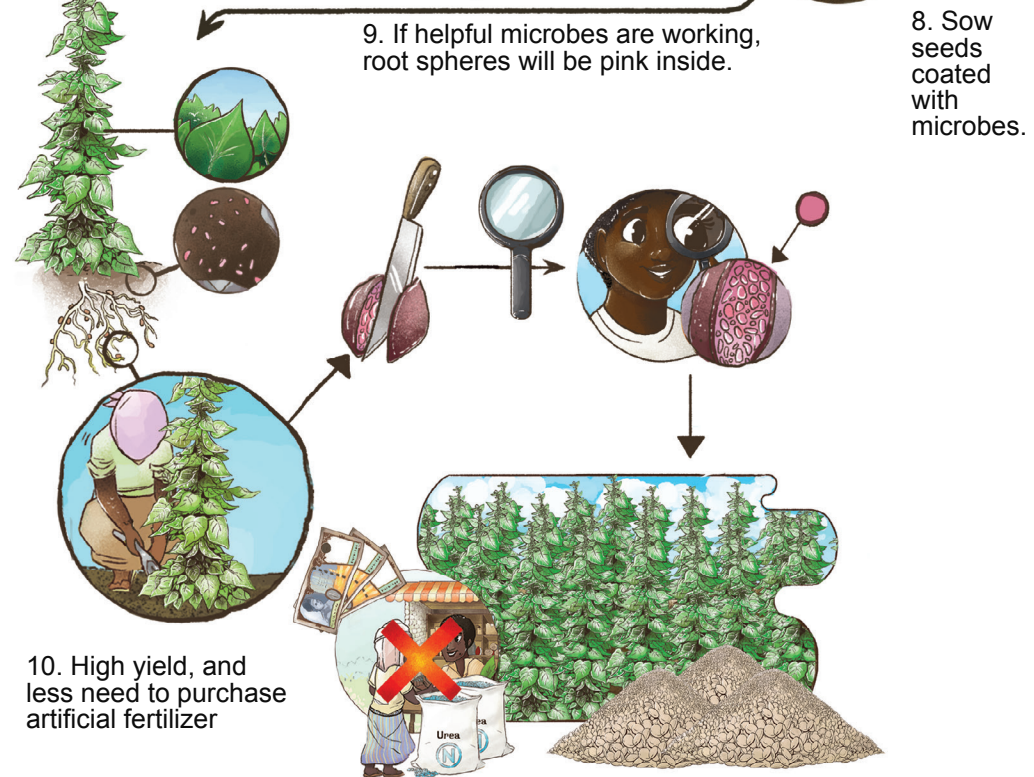 8. Sow
seeds
coated
with
microbes.
9. If helpful microbes are working,
root spheres will be pink inside.
10. High yield, and
less need to purchase
artificial fertilizer
Urea
N
ea